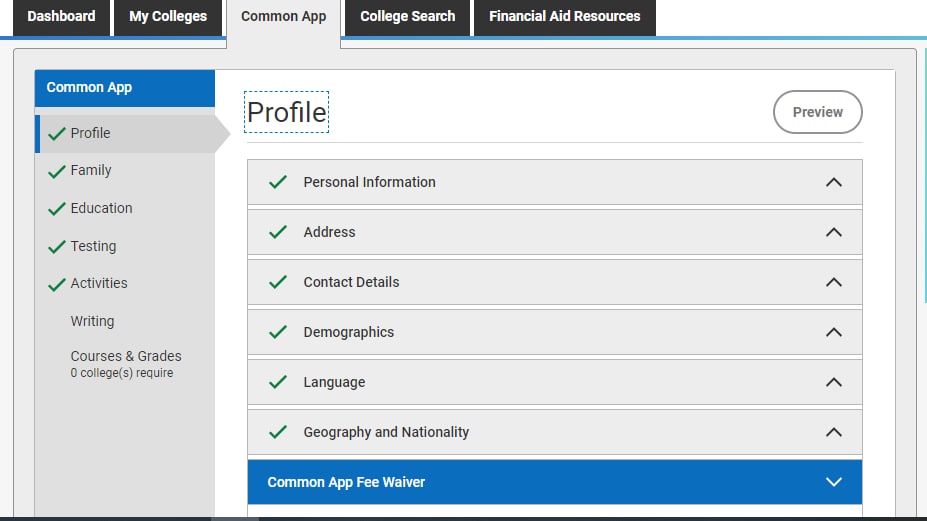 Dashboard
My Colleges
Common App
College Search
Financial Aid Resources
Common App
Profile
Family
Education
Testing
Activities
Writing
Courses & Grades
0 college(s) require
Profile
Preview
Personal Information
Address
Contact Details
Demographics
Language
Geography and Nationality
Common App Fee Waiver